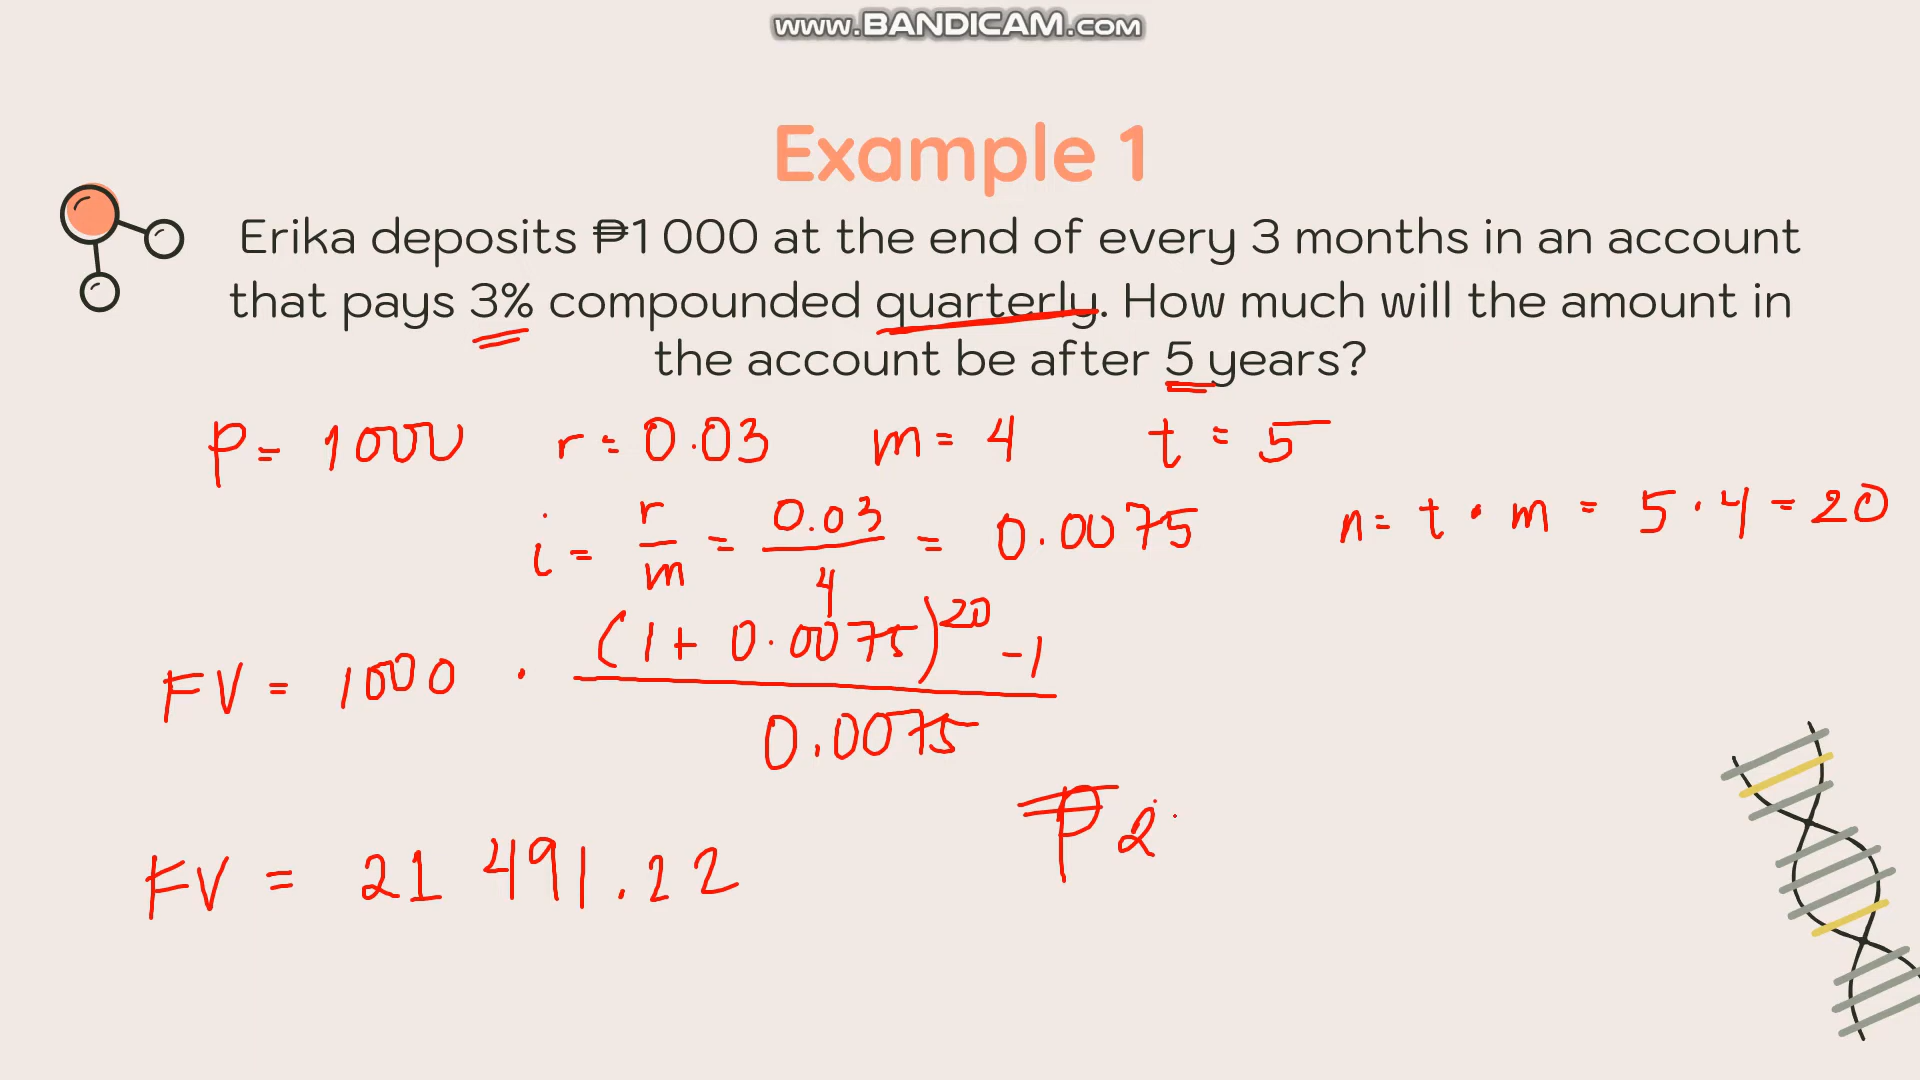 www.BANDICAM.com
Example 1
Erika deposits ₱1 000 at the end of every 3 months in an account
that pays 3% compounded quarterly. How much will the amount in
the account be after 5 years?
P = 1000 r = 0.03 m = 4 t = 5
i = r/m = 0.03/4 = 0.0075 n = t · m = 5 · 4 = 20
FV = 1000 · ((1 + 0.0075)^20 - 1)/0.0075
FV = 21 491.22 ₱2